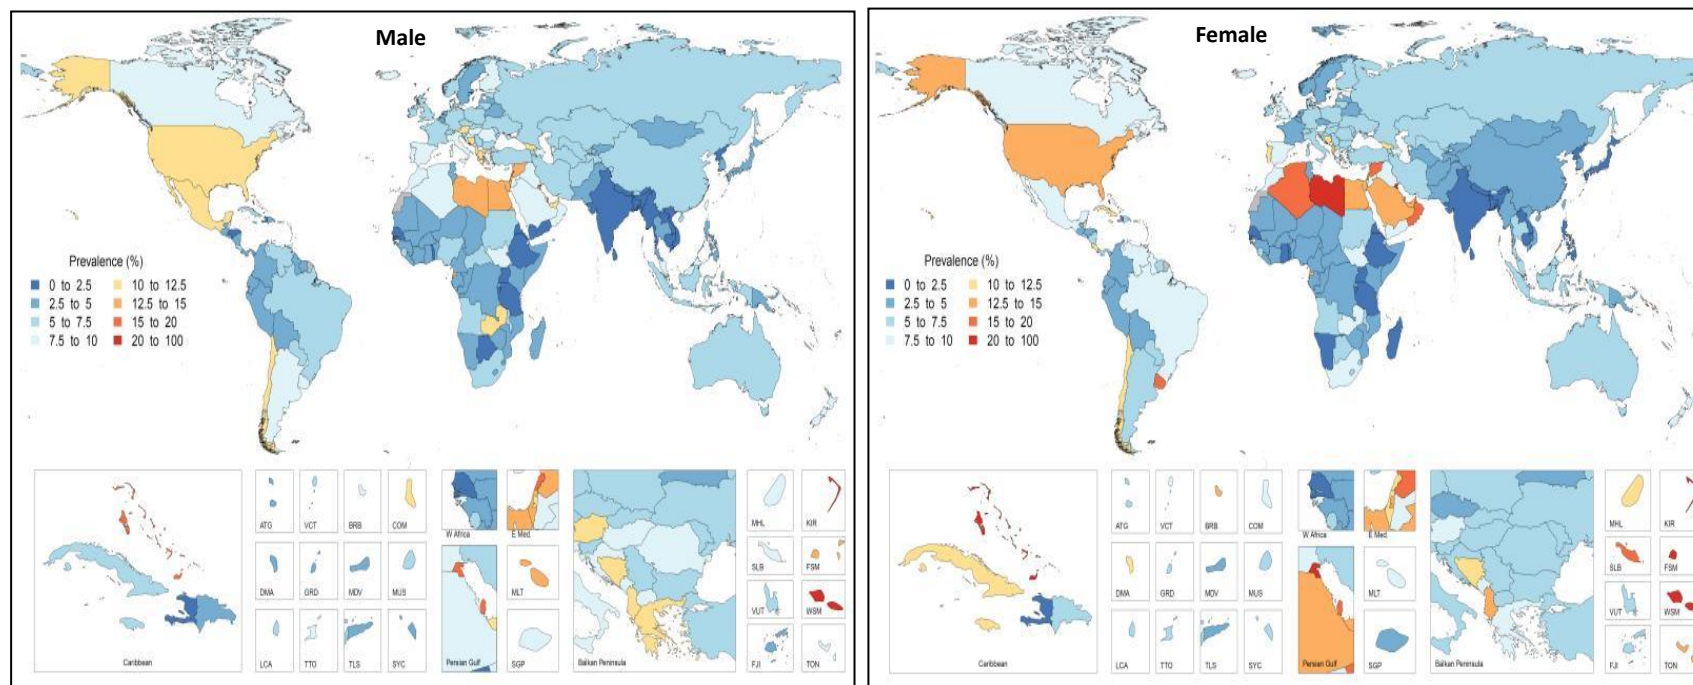 Male
Prevalence (%)
0 to 2.5 10 to 12.5
2.5 to 5 12.5 to 15
5 to 7.5 15 to 20
7.5 to 10 20 to 100
Caribbean
ATG VCT BRB COM
DMA GRD MDV MUS
LCA TTO TLS SYC
W Africa E Med.
MLT
Persian Gulf SGP
Balkan Peninsula
MHL KIR
SLB FSM
VUT WSM
FJI TON
Female
Prevalence (%)
0 to 2.5 10 to 12.5
2.5 to 5 12.5 to 15
5 to 7.5 15 to 20
7.5 to 10 20 to 100
Caribbean
ATG VCT BRB COM
DMA GRD MDV MUS
LCA TTO TLS SYC
W Africa E Med.
MLT
Persian Gulf SGP
Balkan Peninsula
MHL KIR
SLB FSM
VUT WSM
FJI TON